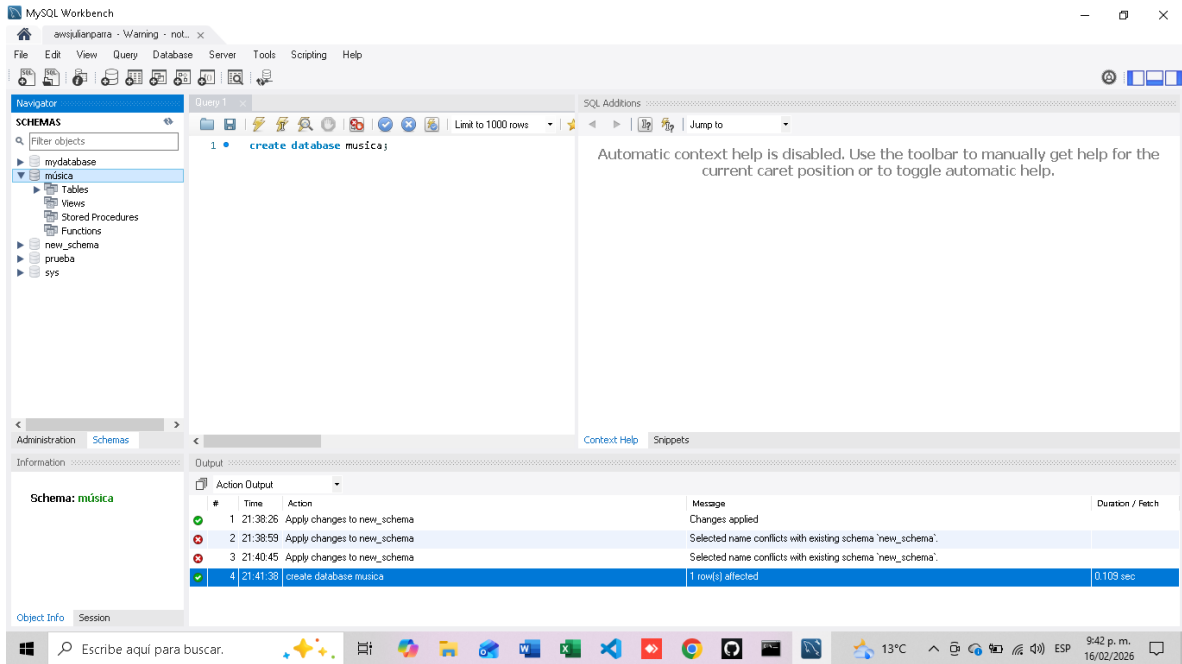 MySQL Workbench
awsjulianparra - Warning - not...
File Edit View Query Database Server Tools Scripting Help
Navigator
SCHEMAS
Filter objects
mydatabase
música
Tables
Views
Stored Procedures
Functions
new_schema
prueba
sys
Administration Schemas
Query 1
Limit to 1000 rows
1 create database musica;
SQL Additions
Jump to
Automatic context help is disabled. Use the toolbar to manually get help for the
current caret position or to toggle automatic help.
Context Help Snippets
Information
Schema: música
Object Info Session
Output
Action Output
# Time Action Message Duration / Fetch
1 21:38:26 Apply changes to new_schema Changes applied
2 21:38:59 Apply changes to new_schema Selected name conflicts with existing schema `new_schema`.
3 21:40:45 Apply changes to new_schema Selected name conflicts with existing schema `new_schema`.
4 21:41:38 create database musica 1 row(s) affected 0.109 sec
Escribe aquí para buscar.
13°C
ESP
9:42 p. m.
16/02/2026